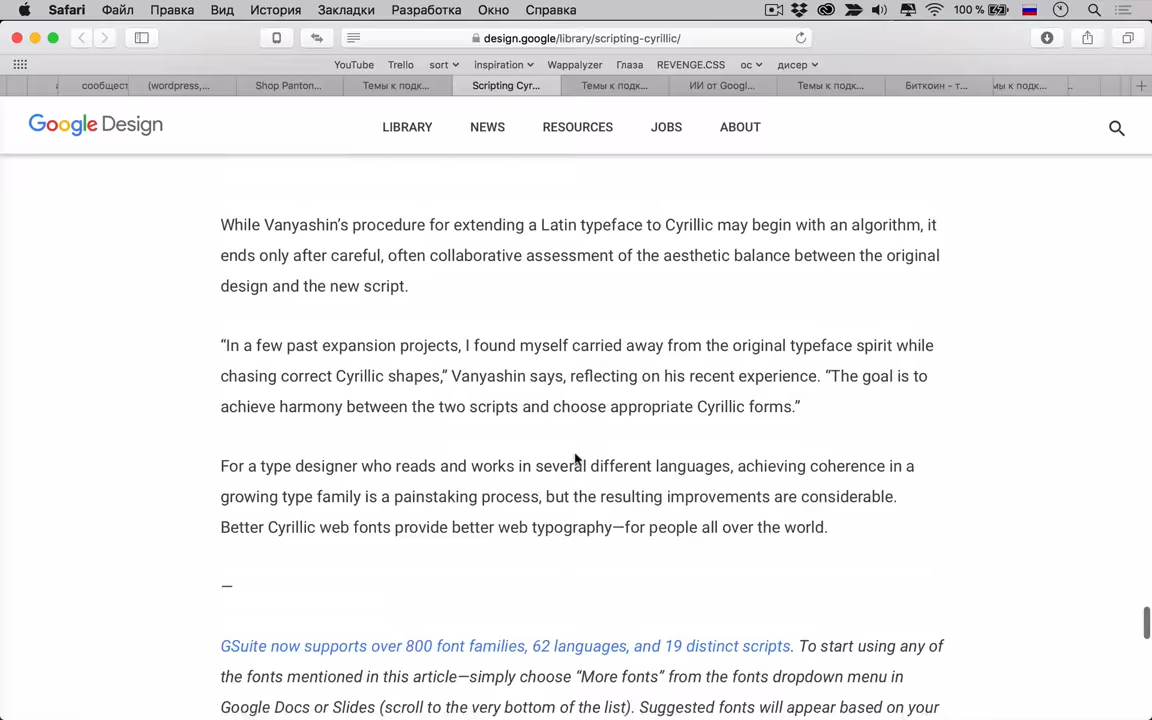 Safari Файл Правка Вид История Закладки Разработка Окно Справка 100 %
design.google/library/scripting-cyrillic/
YouTube Trello sort inspiration Wappalyzer Глаза REVENGE.CSS ос дисер
сообщест (wordpress,... Shop Panton... Темы к подк... Scripting Cyr... Темы к подк... ИИ от Googl... Темы к подк... Биткоин – т... мы к подк...
Google Design LIBRARY NEWS RESOURCES JOBS ABOUT
While Vanyashin’s procedure for extending a Latin typeface to Cyrillic may begin with an algorithm, it
ends only after careful, often collaborative assessment of the aesthetic balance between the original
design and the new script.
“In a few past expansion projects, I found myself carried away from the original typeface spirit while
chasing correct Cyrillic shapes,” Vanyashin says, reflecting on his recent experience. “The goal is to
achieve harmony between the two scripts and choose appropriate Cyrillic forms.”
For a type designer who reads and works in several different languages, achieving coherence in a
growing type family is a painstaking process, but the resulting improvements are considerable.
Better Cyrillic web fonts provide better web typography—for people all over the world.
—
GSuite now supports over 800 font families, 62 languages, and 19 distinct scripts. To start using any of
the fonts mentioned in this article—simply choose “More fonts” from the fonts dropdown menu in
Google Docs or Slides (scroll to the very bottom of the list). Suggested fonts will appear based on your